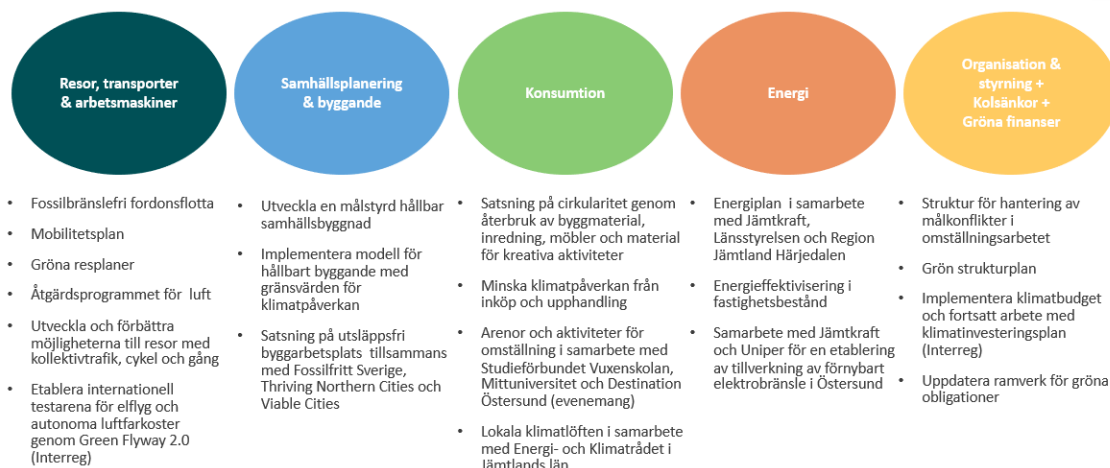 Resor, transporter
& arbetsmaskiner
• Fossilbränslefri fordonsflotta
• Mobilitetsplan
• Gröna resplaner
• Åtgärdsprogrammet för luft
• Utveckla och förbättra
möjligheterna till resor med
kollektivtrafik, cykel och gång
• Etablera internationell
testarena för elflyg och
autonoma luftfarkoster
genom Green Flyway 2.0
(Interreg)
Samhällsplanering
& byggande
• Utveckla en målstyrd hållbar
samhällsbyggnad
• Implementera modell för
hållbart byggande med
gränsvärden för
klimatpåverkan
• Satsning på utsläppsfri
byggarbetsplats tillsammans
med Fossilfritt Sverige,
Thriving Northern Cities och
Viable Cities
Konsumtion
• Satsning på cirkularitet genom
återbruk av byggmaterial,
inredning, möbler och material
för kreativa aktiviteter
• Minska klimatpåverkan från
inköp och upphandling
• Arenor och aktiviteter för
omställning i samarbete med
Studieförbundet Vuxenskolan,
Mittuniversitet och Destination
Östersund (evenemang)
• Lokala klimatlöften i samarbete
med Energi- och Klimatrådet i
Jämtlands län
Energi
• Energiplan i samarbete
med Jämtkraft,
Länsstyrelsen och Region
Jämtland Härjedalen
• Energieffektivisering i
fastighetsbestånd
• Samarbete med Jämtkraft
och Uniper för en etablering
av tillverkning av förnybart
elektrobränsle i Östersund
Organisation &
styrning +
Kolsänkor +
Gröna finanser
• Struktur för hantering av
målkonflikter i
omställningsarbetet
• Grön strukturplan
• Implementera klimatbudget
och fortsatt arbete med
klimatinvesteringsplan
(Interreg)
• Uppdatera ramverk för gröna
obligationer